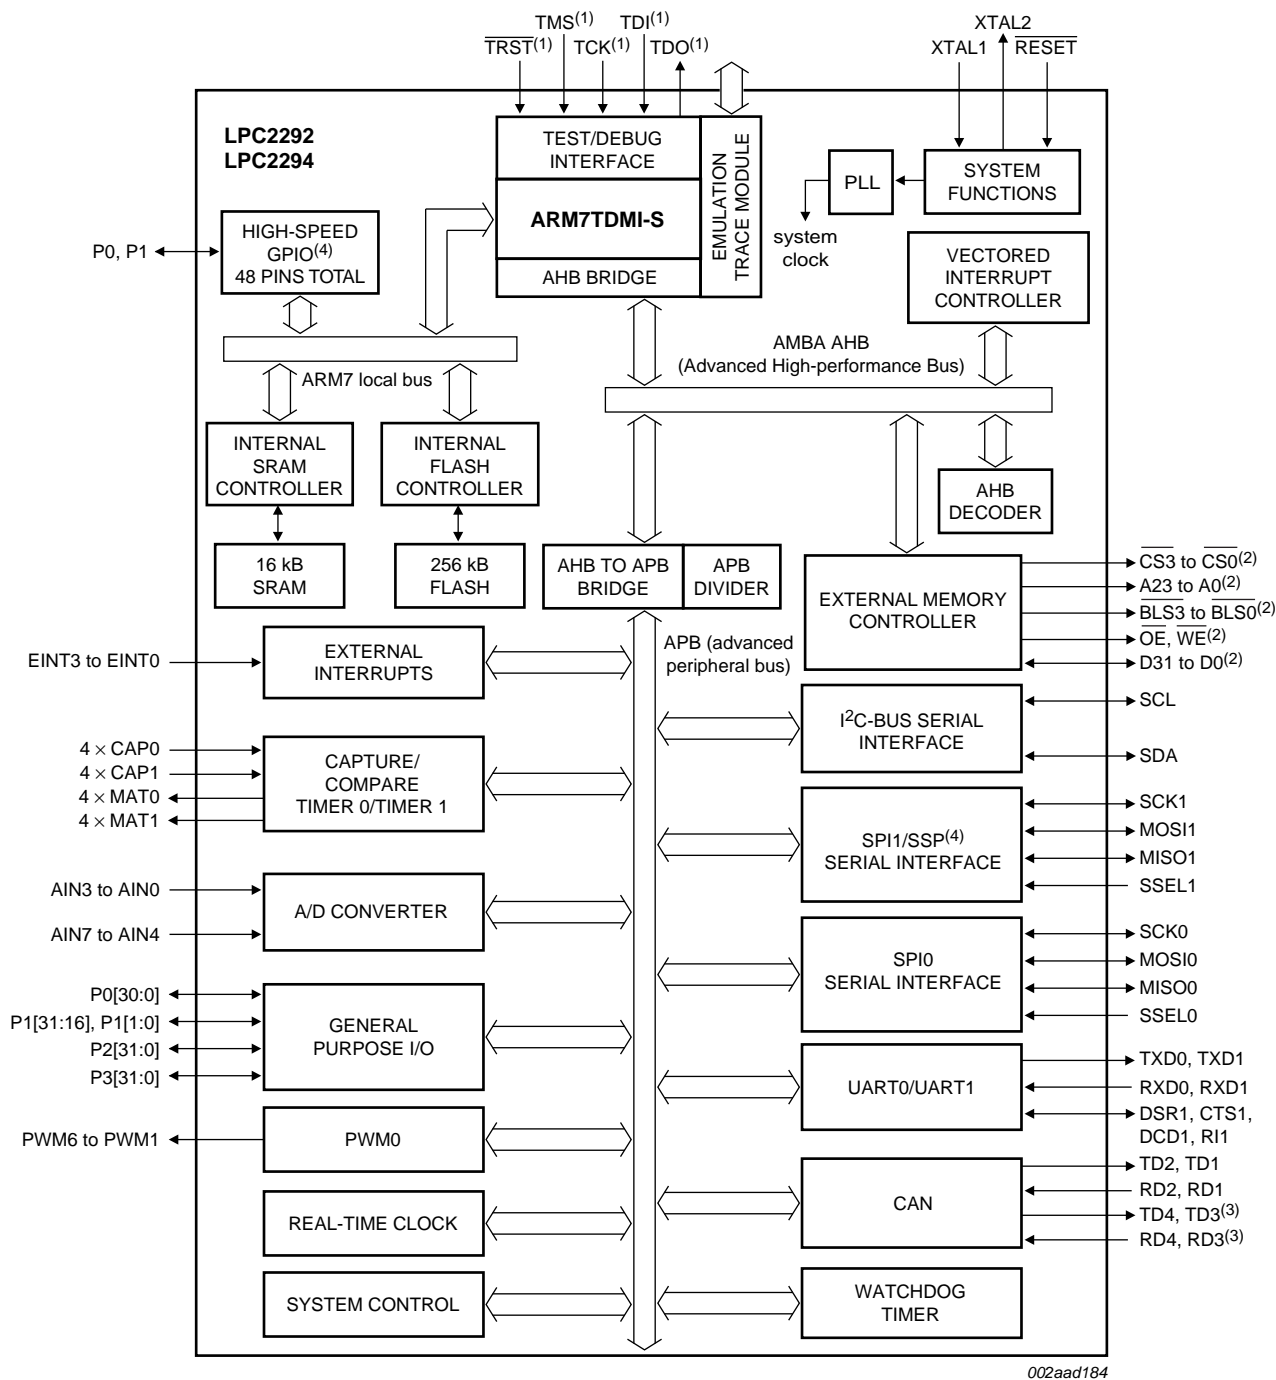 TMS(1)
TDI(1)
XTAL2
TRST(1)
TCK(1)
TDO(1)
XTAL1
RESET
LPC2292
LPC2294
TEST/DEBUG
INTERFACE
ARM7TDMI-S
AHB BRIDGE
EMULATION
TRACE MODULE
PLL
SYSTEM
FUNCTIONS
system
clock
P0, P1
HIGH-SPEED
GPIO(4)
48 PINS TOTAL
VECTORED
INTERRUPT
CONTROLLER
AMBA AHB
(Advanced High-performance Bus)
ARM7 local bus
INTERNAL
SRAM
CONTROLLER
INTERNAL
FLASH
CONTROLLER
AHB
DECODER
16 kB
SRAM
256 kB
FLASH
AHB TO APB
BRIDGE
APB
DIVIDER
EXTERNAL MEMORY
CONTROLLER
CS3 to CS0(2)
A23 to A0(2)
BLS3 to BLS0(2)
OE, WE(2)
D31 to D0(2)
APB (advanced
peripheral bus)
EINT3 to EINT0
EXTERNAL
INTERRUPTS
I2C-BUS SERIAL
INTERFACE
SCL
SDA
4 × CAP0
4 × CAP1
4 × MAT0
4 × MAT1
CAPTURE/
COMPARE
TIMER 0/TIMER 1
SPI1/SSP(4)
SERIAL INTERFACE
SCK1
MOSI1
MISO1
SSEL1
AIN3 to AIN0
AIN7 to AIN4
A/D CONVERTER
SPI0
SERIAL INTERFACE
SCK0
MOSI0
MISO0
SSEL0
P0[30:0]
P1[31:16], P1[1:0]
P2[31:0]
P3[31:0]
GENERAL
PURPOSE I/O
UART0/UART1
TXD0, TXD1
RXD0, RXD1
DSR1, CTS1,
DCD1, RI1
PWM6 to PWM1
PWM0
CAN
TD2, TD1
RD2, RD1
TD4, TD3(3)
RD4, RD3(3)
REAL-TIME CLOCK
SYSTEM CONTROL
WATCHDOG
TIMER
002aad184